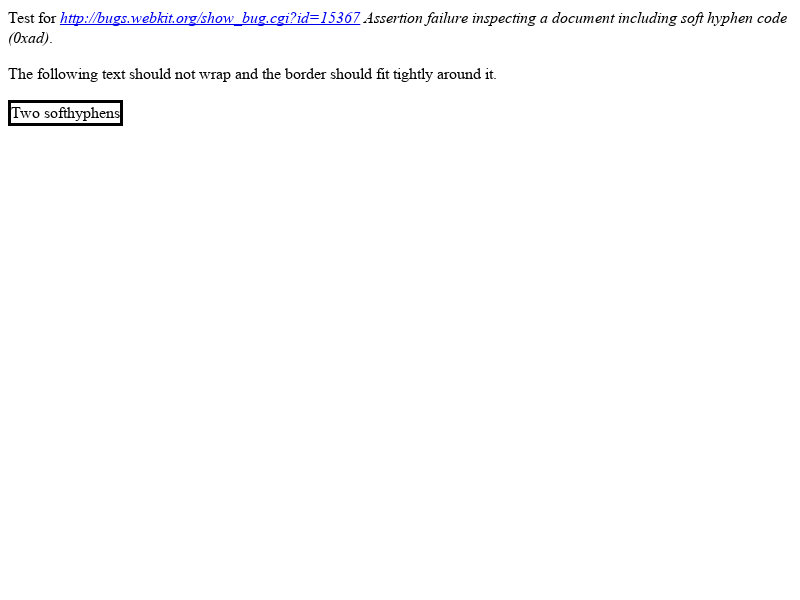 Test for http://bugs.webkit.org/show_bug.cgi?id=15367 Assertion failure inspecting a document including soft hyphen code
(0xad).
The following text should not wrap and the border should fit tightly around it.
Two softhyphens